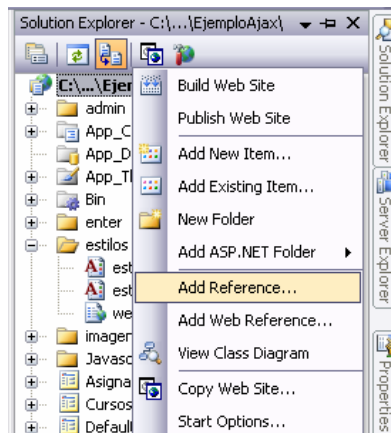 Solution Explorer - C:\...\EjemploAjax\
C:\...\Ejer
admin
App_C
App_D
App_Tl
Bin
enter
estilos
est
est
we
imager
Javasc
Asigna
Cursos
Default
Build Web Site
Publish Web Site
Add New Item...
Add Existing Item...
New Folder
Add ASP.NET Folder
Add Reference...
Add Web Reference...
View Class Diagram
Copy Web Site...
Start Options...
Solution Explorer
Server Explorer
Properties